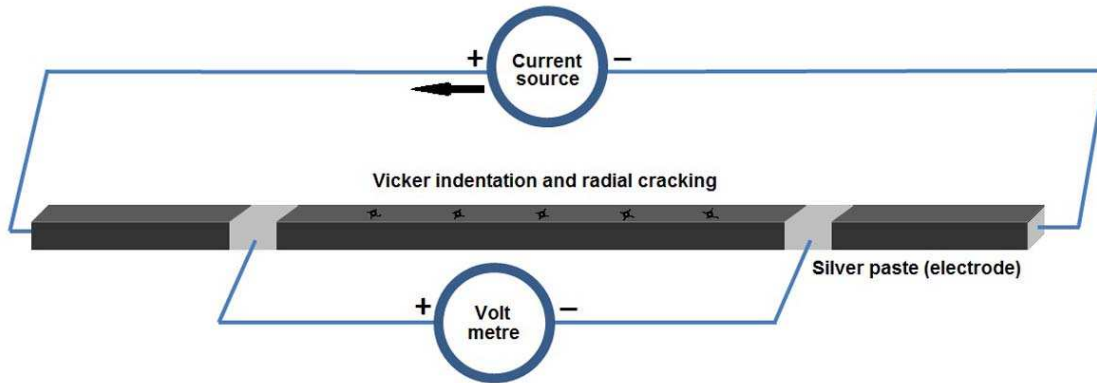 + Current −
source
Vicker indentation and radial cracking
Silver paste (electrode)
+ Volt −
metre